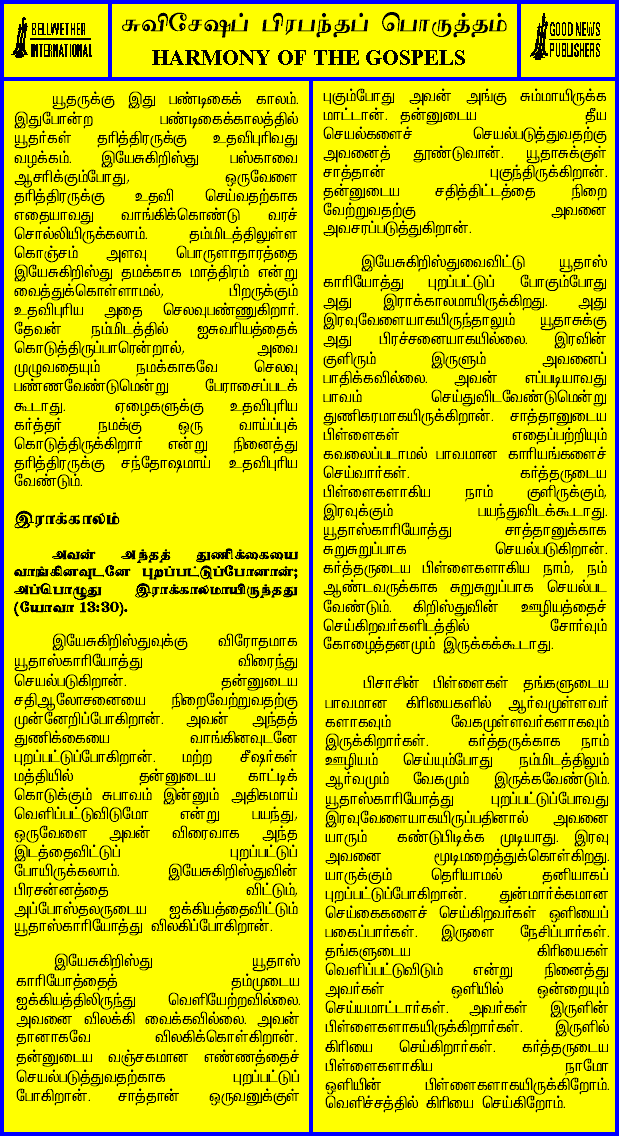 BELLWETHER
INTERNATIONAL
சுவிசேஷப் பிரபந்தப் பொருத்தம்
HARMONY OF THE GOSPELS
GOOD NEWS
PUBLISHERS
யூதருக்கு இது பண்டிகைக் காலம்.
இதுபோன்ற பண்டிகைக்காலத்தில்
யூதர்கள் தரித்திரருக்கு உதவிபுரிவது
வழக்கம். இயேசுகிறிஸ்து பஸ்காவை
ஆசரிக்கும்போது, ஒருவேளை
தரித்திரருக்கு உதவி செய்வதற்காக
எதையாவது வாங்கிக்கொண்டு வரச்
சொல்லியிருக்கலாம். தம்மிடத்திலுள்ள
கொஞ்சம் அளவு பொருளாதாரத்தை
இயேசுகிறிஸ்து தமக்காக மாத்திரம் என்று
வைத்துக்கொள்ளாமல், பிறருக்கும்
உதவிபுரிய அதை செலவுபண்ணுகிறார்.
தேவன் நம்மிடத்தில் ஐசுவரியத்தைக்
கொடுத்திருப்பாரென்றால், அவை
முழுவதையும் நமக்காகவே செலவு
பண்ணவேண்டுமென்று பேராசைப்படக்
கூடாது. ஏழைகளுக்கு உதவிபுரிய
கர்த்தர் நமக்கு ஒரு வாய்ப்புக்
கொடுத்திருக்கிறார் என்று நினைத்து
தரித்திரருக்கு சந்தோஷமாய் உதவிபுரிய
வேண்டும்.
இராக்காலம்
அவன் அந்தத் துணிக்கையை
வாங்கினவுடனே புறப்பட்டுப்போனான்;
அப்பொழுது இராக்காலமாயிருந்தது
(யோவா 13:30).
இயேசுகிறிஸ்துவுக்கு விரோதமாக
யூதாஸ்காரியோத்து விரைந்து
செயல்படுகிறான். தன்னுடைய
சதிஆலோசனையை நிறைவேற்றுவதற்கு
முன்னேறிப்போகிறான். அவன் அந்தத்
துணிக்கையை வாங்கினவுடனே
புறப்பட்டுப்போகிறான். மற்ற சீஷர்கள்
மத்தியில் தன்னுடைய காட்டிக்
கொடுக்கும் சுபாவம் இன்னும் அதிகமாய்
வெளிப்பட்டுவிடுமோ என்று பயந்து,
ஒருவேளை அவன் விரைவாக அந்த
இடத்தைவிட்டுப் புறப்பட்டுப்
போயிருக்கலாம். இயேசுகிறிஸ்துவின்
பிரசன்னத்தை விட்டும்,
அப்போஸ்தலருடைய ஐக்கியத்தைவிட்டும்
யூதாஸ்காரியோத்து விலகிப்போகிறான்.
இயேசுகிறிஸ்து யூதாஸ்
காரியோத்தைத் தம்முடைய
ஐக்கியத்திலிருந்து வெளியேற்றவில்லை.
அவனை விலக்கி வைக்கவில்லை. அவன்
தானாகவே விலகிக்கொள்கிறான்.
தன்னுடைய வஞ்சகமான எண்ணத்தைச்
செயல்படுத்துவதற்காக புறப்பட்டுப்
போகிறான். சாத்தான் ஒருவனுக்குள்
புகும்போது அவன் அங்கு சும்மாயிருக்க
மாட்டான். தன்னுடைய தீய
செயல்களைச் செயல்படுத்துவதற்கு
அவனைத் தூண்டுவான். யூதாசுக்குள்
சாத்தான் புகுந்திருக்கிறான்.
தன்னுடைய சதித்திட்டத்தை நிறை
வேற்றுவதற்கு அவனை
அவசரப்படுத்துகிறான்.
இயேசுகிறிஸ்துவைவிட்டு யூதாஸ்
காரியோத்து புறப்பட்டுப் போகும்போது
அது இராக்காலமாயிருக்கிறது. அது
இரவுவேளையாகயிருந்தாலும் யூதாசுக்கு
அது பிரச்சனையாகயில்லை. இரவின்
குளிரும் இருளும் அவனைப்
பாதிக்கவில்லை. அவன் எப்படியாவது
பாவம் செய்துவிடவேண்டுமென்று
துணிகரமாகயிருக்கிறான். சாத்தானுடைய
பிள்ளைகள் எதைப்பற்றியும்
கவலைப்படாமல் பாவமான காரியங்களைச்
செய்வார்கள். கர்த்தருடைய
பிள்ளைகளாகிய நாம் குளிருக்கும்,
இரவுக்கும் பயந்துவிடக்கூடாது.
யூதாஸ்காரியோத்து சாத்தானுக்காக
சுறுசுறுப்பாக செயல்படுகிறான்.
கர்த்தருடைய பிள்ளைகளாகிய நாம், நம்
ஆண்டவருக்காக சுறுசுறுப்பாக செயல்பட
வேண்டும். கிறிஸ்துவின் ஊழியத்தைச்
செய்கிறவர்களிடத்தில் சோர்வும்
கோழைத்தனமும் இருக்கக்கூடாது.
பிசாசின் பிள்ளைகள் தங்களுடைய
பாவமான கிரியைகளில் ஆர்வமுள்ளவர்
களாகவும் வேகமுள்ளவர்களாகவும்
இருக்கிறார்கள். கர்த்தருக்காக நாம்
ஊழியம் செய்யும்போது நம்மிடத்திலும்
ஆர்வமும் வேகமும் இருக்கவேண்டும்.
யூதாஸ்காரியோத்து புறப்பட்டுப்போவது
இரவுவேளையாகயிருப்பதினால் அவனை
யாரும் கண்டுபிடிக்க முடியாது. இரவு
அவனை மூடிமறைத்துக்கொள்கிறது.
யாருக்கும் தெரியாமல் தனியாகப்
புறப்பட்டுப்போகிறான். துன்மார்க்கமான
செய்கைகளைச் செய்கிறவர்கள் ஒளியைப்
பகைப்பார்கள். இருளை நேசிப்பார்கள்.
தங்களுடைய கிரியைகள்
வெளிப்பட்டுவிடும் என்று நினைத்து
அவர்கள் ஒளியில் ஒன்றையும்
செய்யமாட்டார்கள். அவர்கள் இருளின்
பிள்ளைகளாகயிருக்கிறார்கள். இருளில்
கிரியை செய்கிறார்கள். கர்த்தருடைய
பிள்ளைகளாகிய நாமோ
ஒளியின் பிள்ளைகளாகயிருக்கிறோம்.
வெளிச்சத்தில் கிரியை செய்கிறோம்.